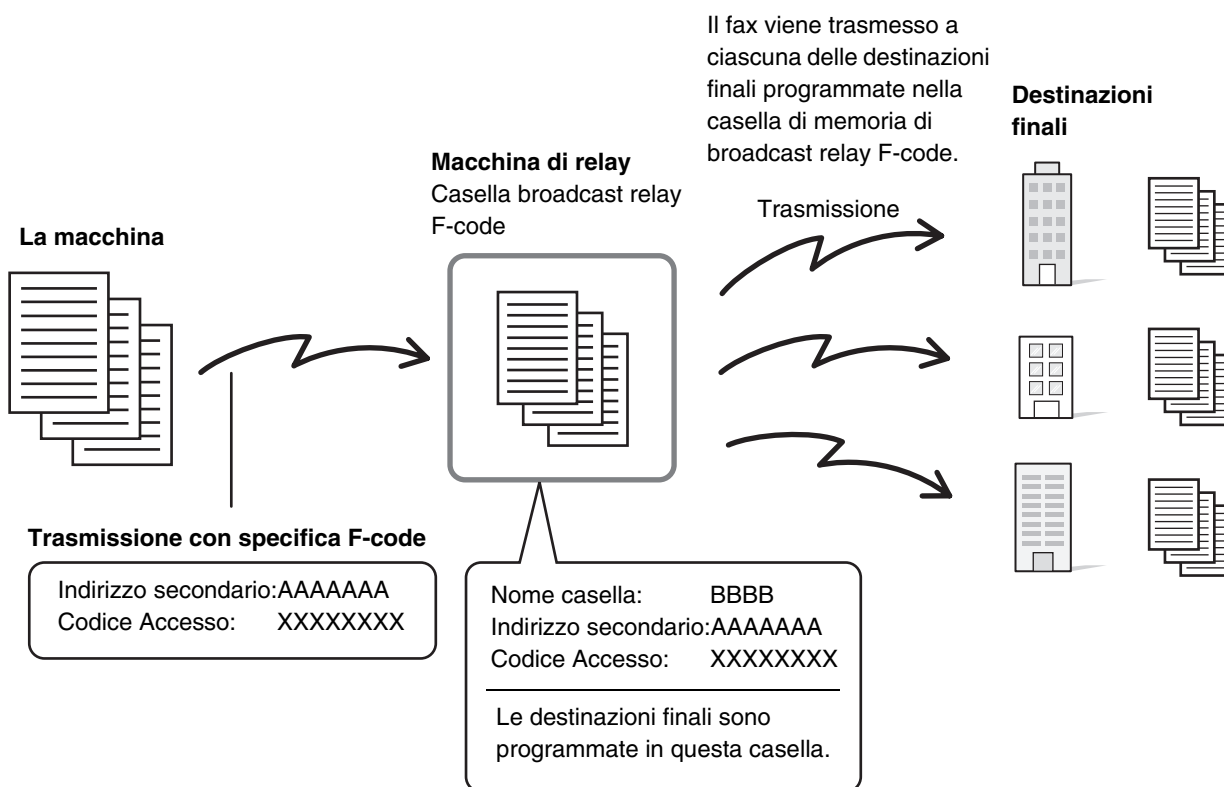 Il fax viene trasmesso a
ciascuna delle destinazioni
finali programmate nella
casella di memoria di
broadcast relay F-code.
Destinazioni
finali
Macchina di relay
Casella broadcast relay
F-code
Trasmissione
La macchina
Trasmissione con specifica F-code
Indirizzo secondario:AAAAAAA
Codice Accesso: XXXXXXXX
Nome casella: BBBB
Indirizzo secondario:AAAAAAA
Codice Accesso: XXXXXXXX
Le destinazioni finali sono
programmate in questa casella.